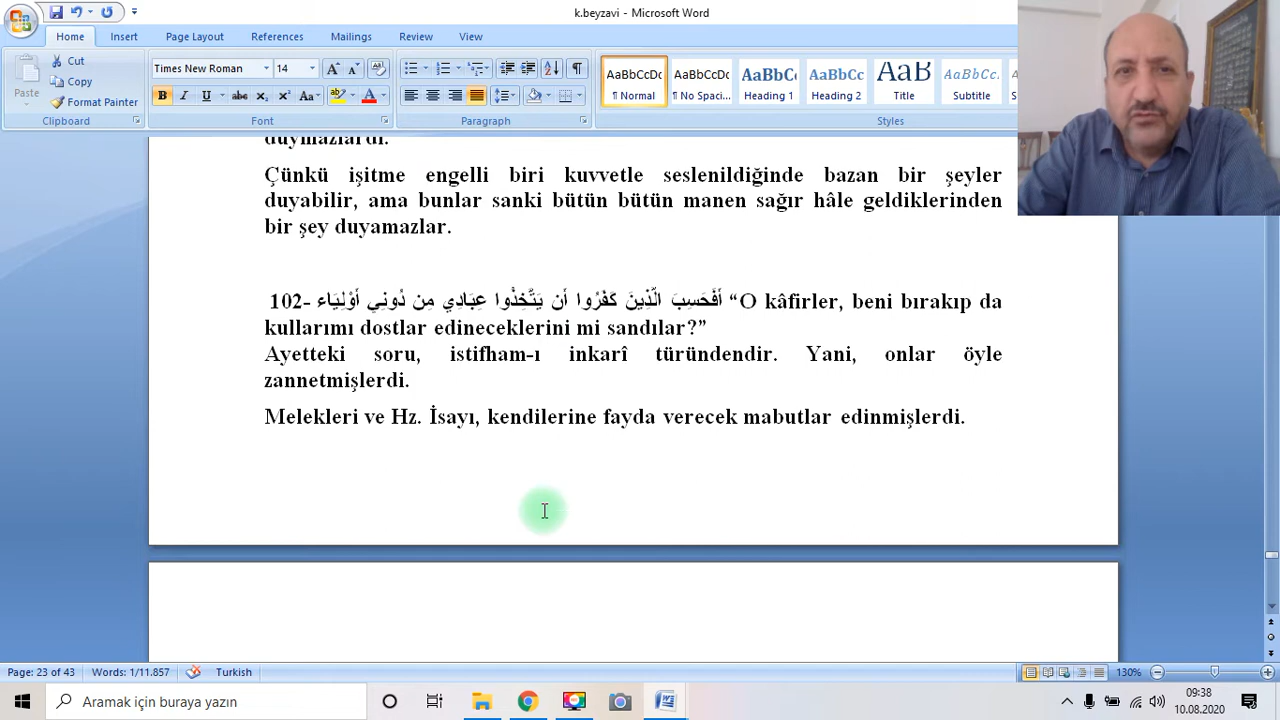 k.beyzavi - Microsoft Word
Home Insert Page Layout References Mailings Review View
Paste
Cut
Copy
Format Painter
Clipboard
Times New Roman 14
Font
Paragraph
AaBbCcDc AaBbCcDc AaBbCc AaBbCc AaB AaBbCc.
¶ Normal ¶ No Spaci... Heading 1 Heading 2 Title Subtitle
Styles
duymazlardı.
Çünkü işitme engelli biri kuvvetle seslenildiğinde bazan bir şeyler
duyabilir, ama bunlar sanki bütün bütün manen sağır hâle geldiklerinden
bir şey duyamazlar.
102- أَفَحَسِبَ الَّذِينَ كَفَرُوا أَن يَتَّخِذُوا عِبَادِي مِن دُونِي أَوْلِيَاء “O kâfirler, beni bırakıp da
kullarımı dostlar edineceklerini mi sandılar?”
Ayetteki soru, istifham-ı inkarî türündendir. Yani, onlar öyle
zannetmişlerdi.
Melekleri ve Hz. İsayı, kendilerine fayda verecek mabutlar edinmişlerdi.
Page: 23 of 43 Words: 1/11.857 Turkish 130%
Aramak için buraya yazın
09:38
10.08.2020